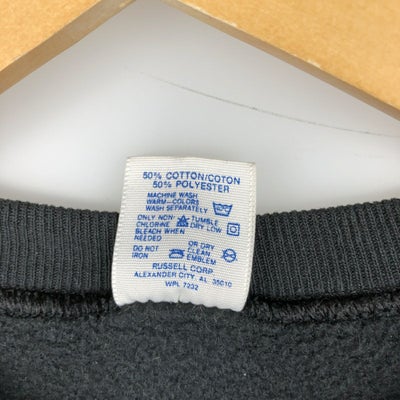 50% COTTON/COTON
50% POLYESTER
MACHINE WASH
WARM-COLORS
WASH SEPARATELY
ONLY NON- TUMBLE
CHLORINE DRY LOW
BLEACH WHEN
NEEDED OR DRY
DO NOT CLEAN
IRON EMBLEM
RUSSELL CORP.
ALEXANDER CITY, AL 35010
WPL 7232